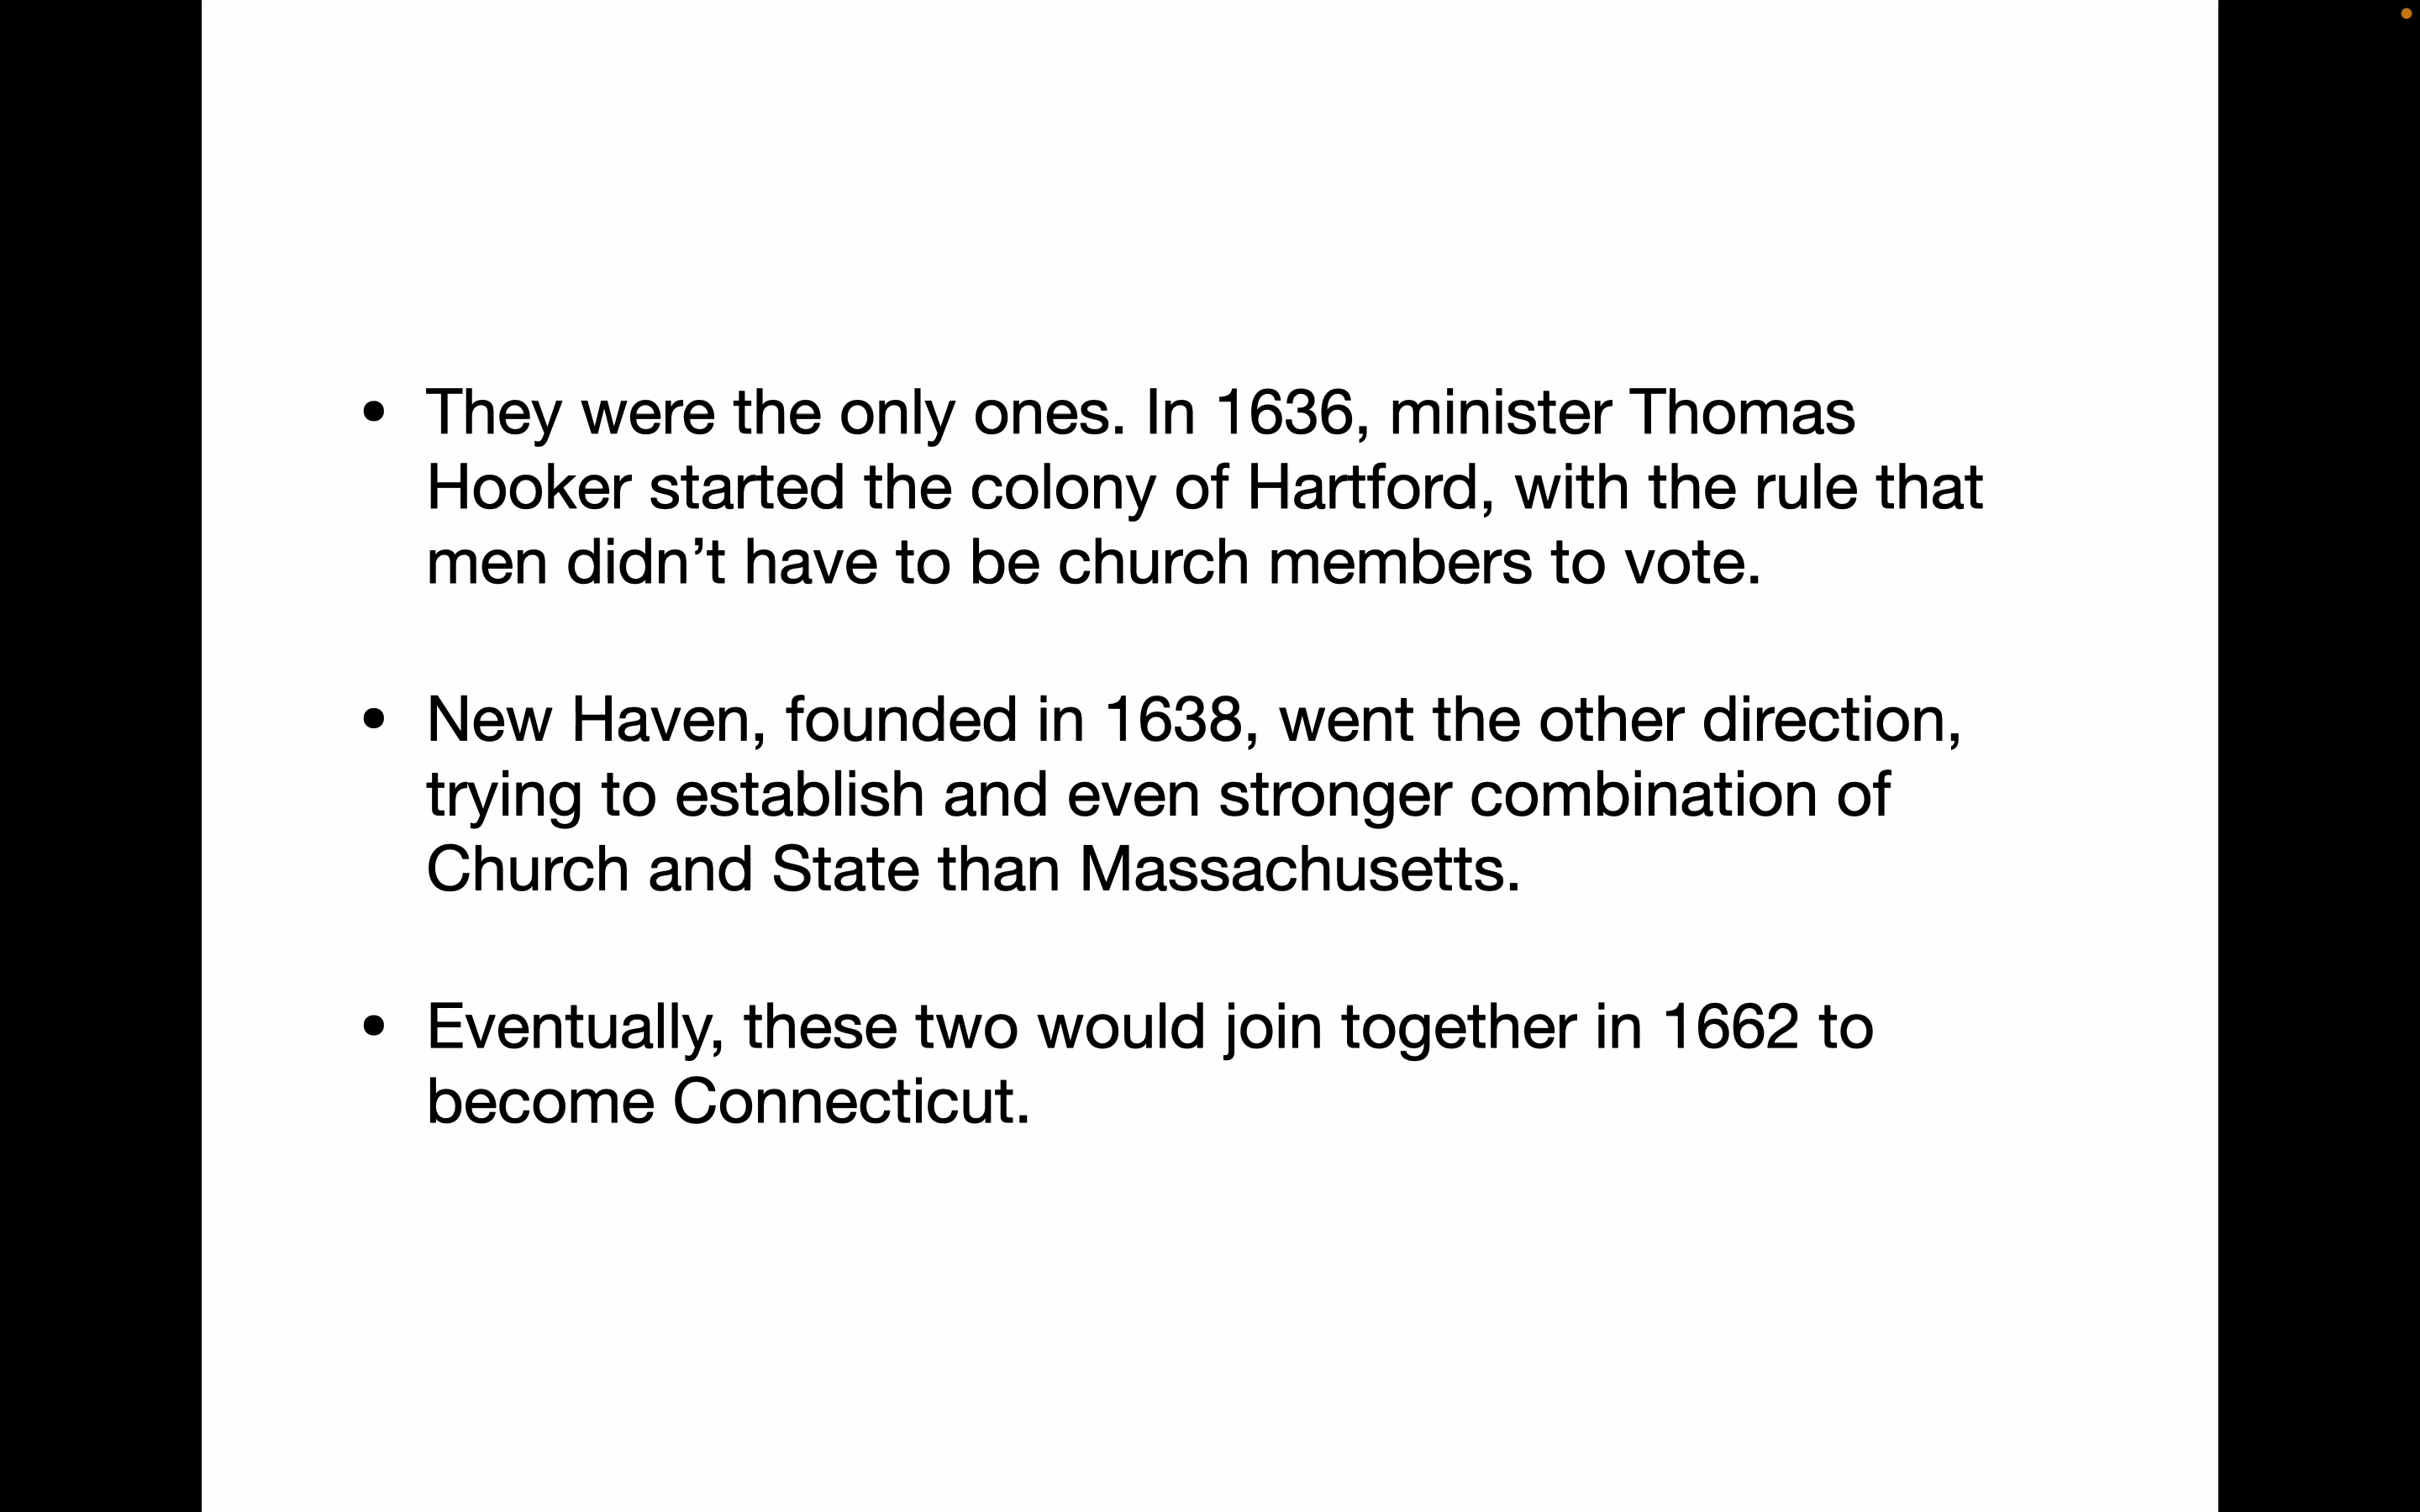 • They were the only ones. In 1636, minister Thomas
Hooker started the colony of Hartford, with the rule that
men didn’t have to be church members to vote.
• New Haven, founded in 1638, went the other direction,
trying to establish and even stronger combination of
Church and State than Massachusetts.
• Eventually, these two would join together in 1662 to
become Connecticut.